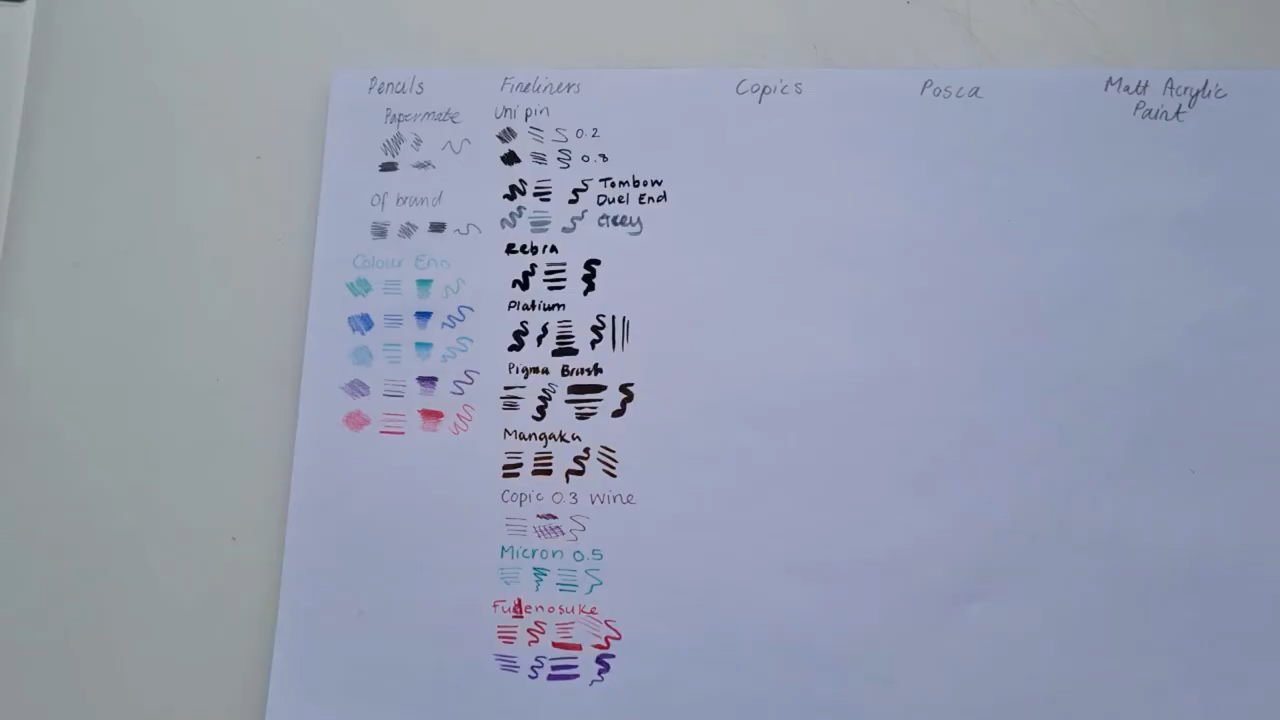 Pencils
Papermate
Of brand
Colour Eno
Fineliners
Uni pin
0.2
0.8
Tombow
Duel End
Grey
Zebra
Platium
Pigma Brush
Mangaka
Copic 0.3 Wine
Micron 0.5
Fudenosuke
Copics
Posca
Matt Acrylic
Paint